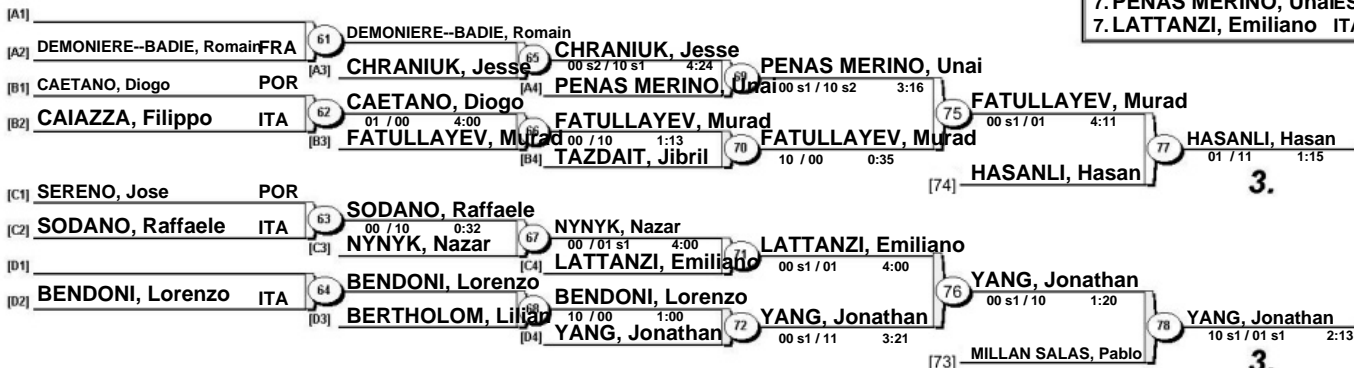 7. PENAS MERINO, Unai ES
7. LATTANZI, Emiliano ITA
[A1]
[A2] DEMONIERE--BADIE, Romain FRA
61 DEMONIERE--BADIE, Romain
[A3] CHRANIUK, Jesse
65 CHRANIUK, Jesse
00 s2 / 10 s1 4:24
[A4] PENAS MERINO, Unai
69 PENAS MERINO, Unai
00 s1 / 10 s2 3:16
[B1] CAETANO, Diogo POR
[B2] CAIAZZA, Filippo ITA
62 CAETANO, Diogo
01 / 00 4:00
[B3] FATULLAYEV, Murad
66 FATULLAYEV, Murad
00 / 10 1:13
[B4] TAZDAIT, Jibril
70 FATULLAYEV, Murad
10 / 00 0:35
75 FATULLAYEV, Murad
00 s1 / 01 4:11
[74] HASANLI, Hasan
77 HASANLI, Hasan
01 / 11 1:15
3.
[C1] SERENO, Jose POR
[C2] SODANO, Raffaele ITA
63 SODANO, Raffaele
00 / 10 0:32
[C3] NYNYK, Nazar
67 NYNYK, Nazar
00 / 01 s1 4:00
[C4] LATTANZI, Emiliano
71 LATTANZI, Emiliano
00 s1 / 01 4:00
[D1]
[D2] BENDONI, Lorenzo ITA
64 BENDONI, Lorenzo
[D3] BERTHOLOM, Lilian
68 BENDONI, Lorenzo
10 / 00 1:00
[D4] YANG, Jonathan
72 YANG, Jonathan
00 s1 / 11 3:21
76 YANG, Jonathan
00 s1 / 10 1:20
[73] MILLAN SALAS, Pablo
78 YANG, Jonathan
10 s1 / 01 s1 2:13
3.